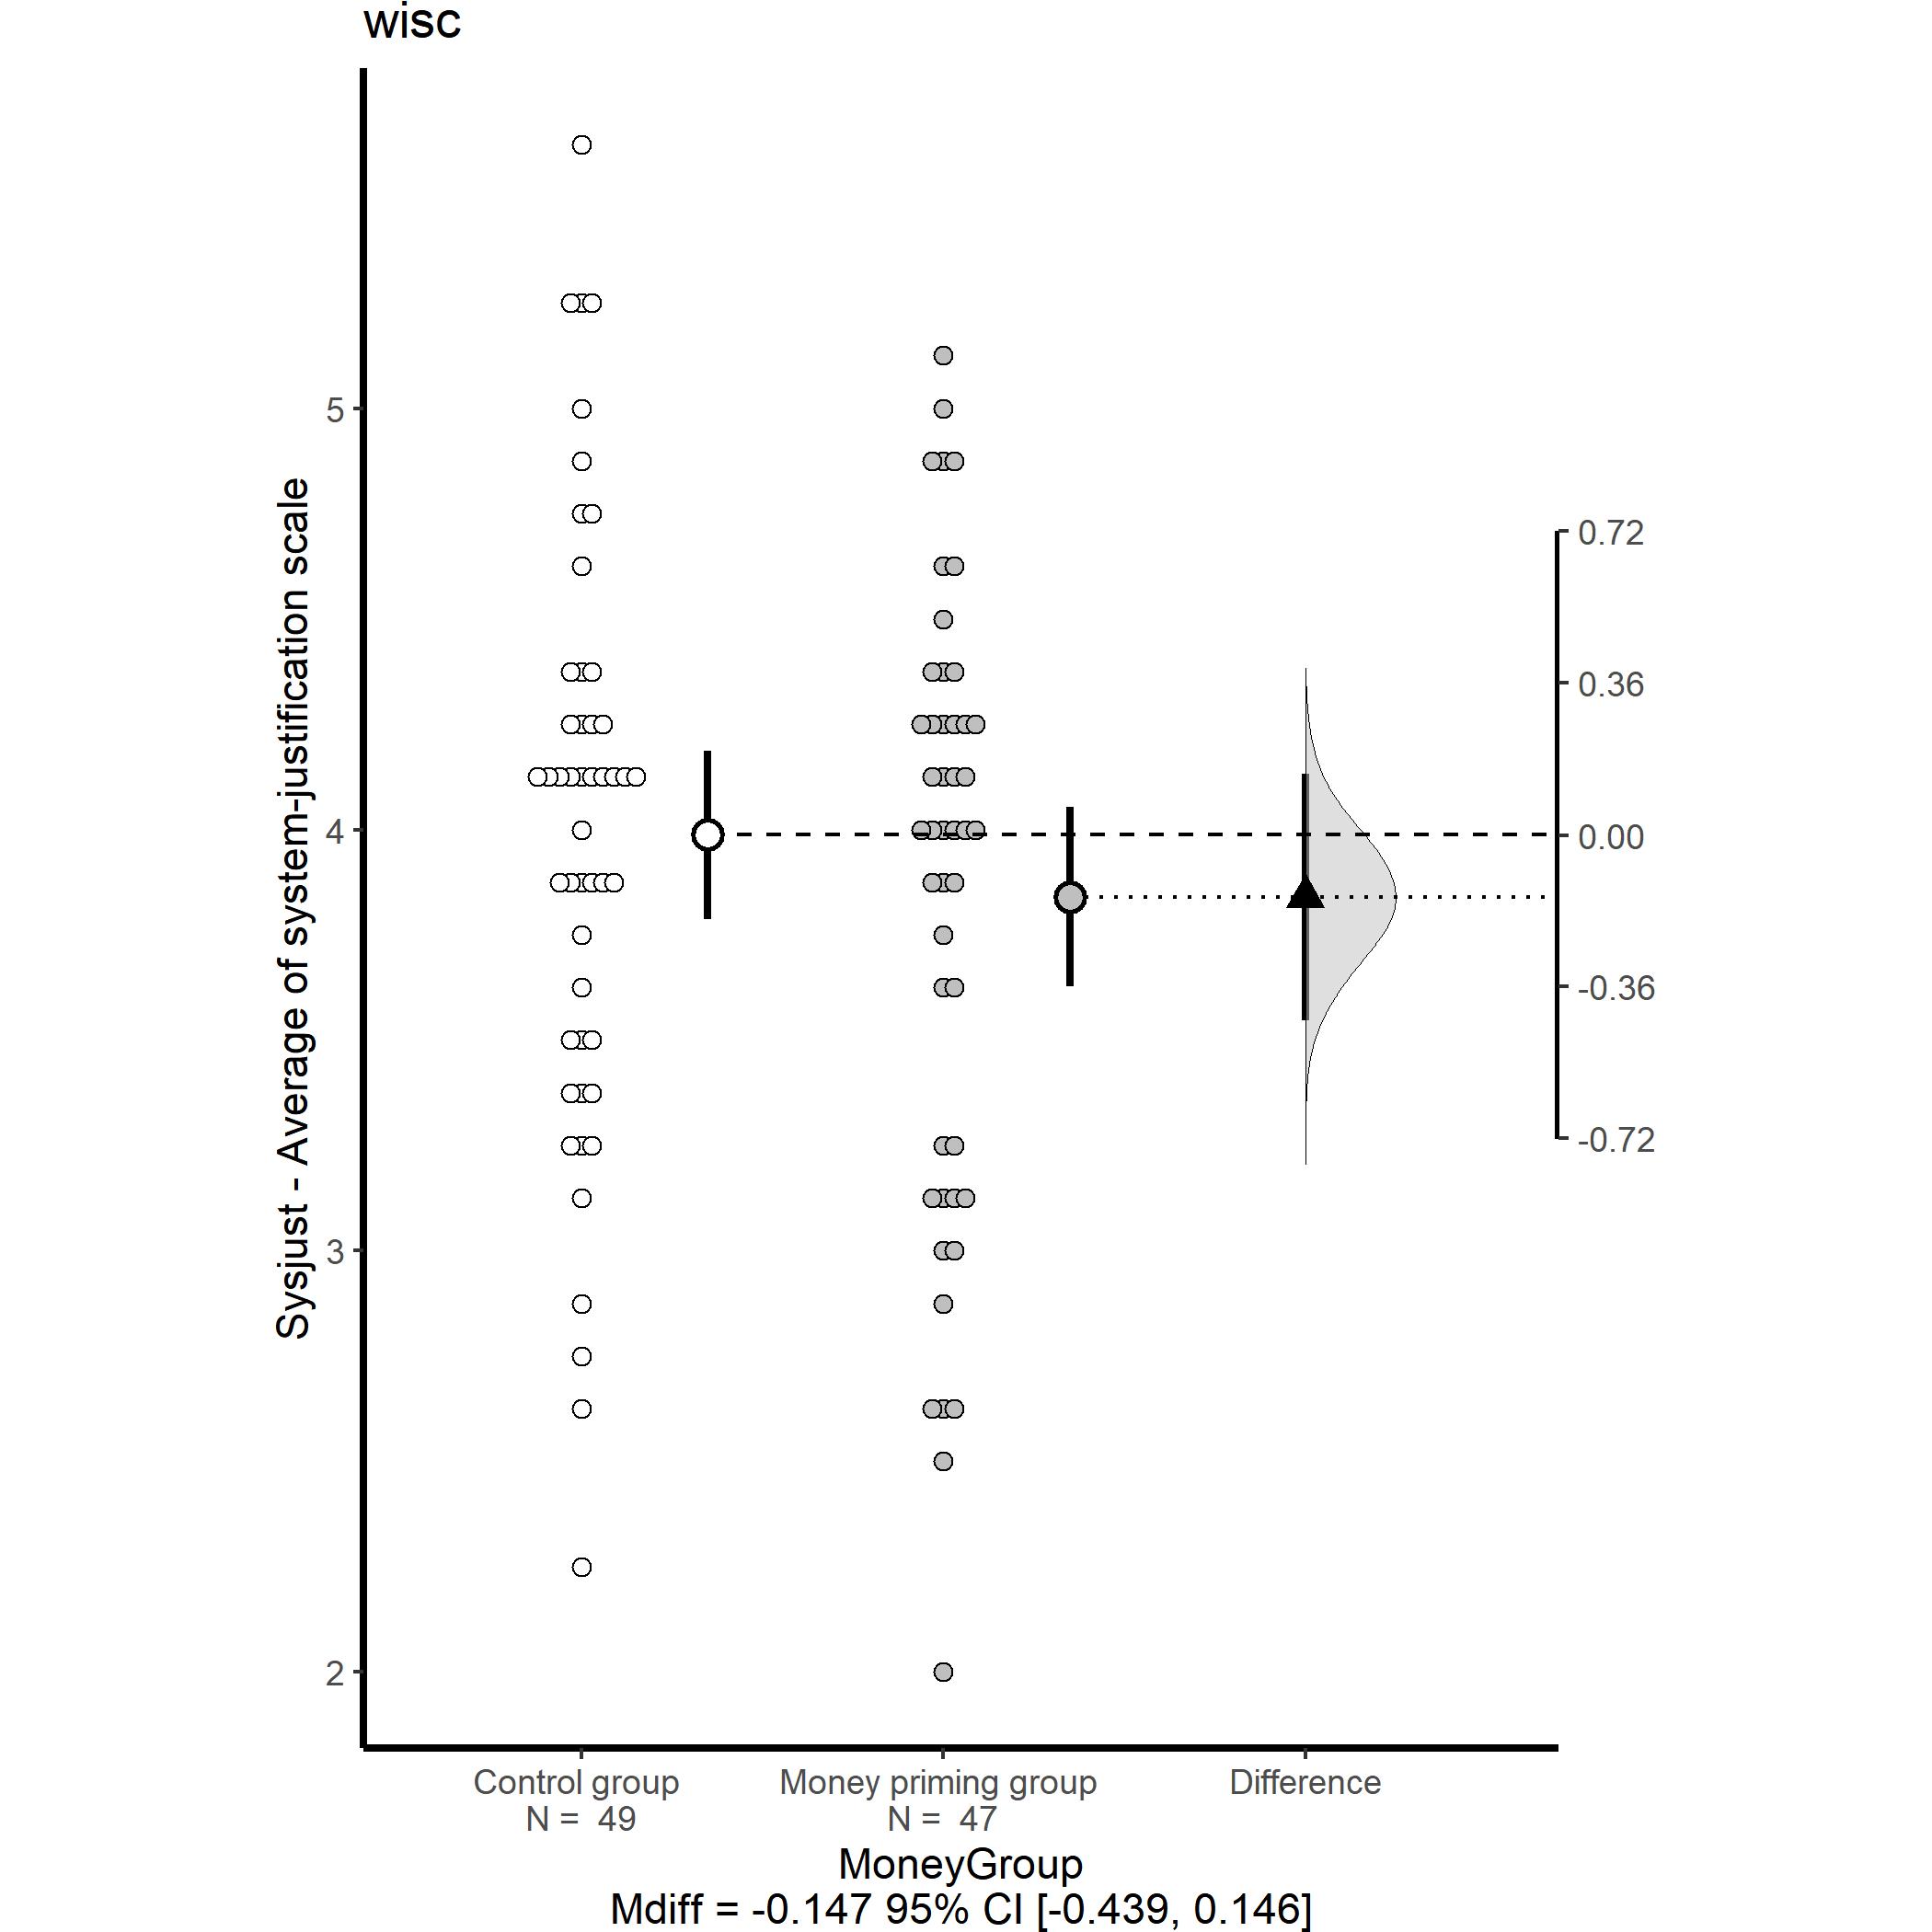 wisc
Sysjust - Average of system-justification scale
5
4
3
2
0.72
0.36
0.00
-0.36
-0.72
Control group
N =  49
Money priming group
N =  47
Difference
MoneyGroup
Mdiff = -0.147 95% CI [-0.439, 0.146]